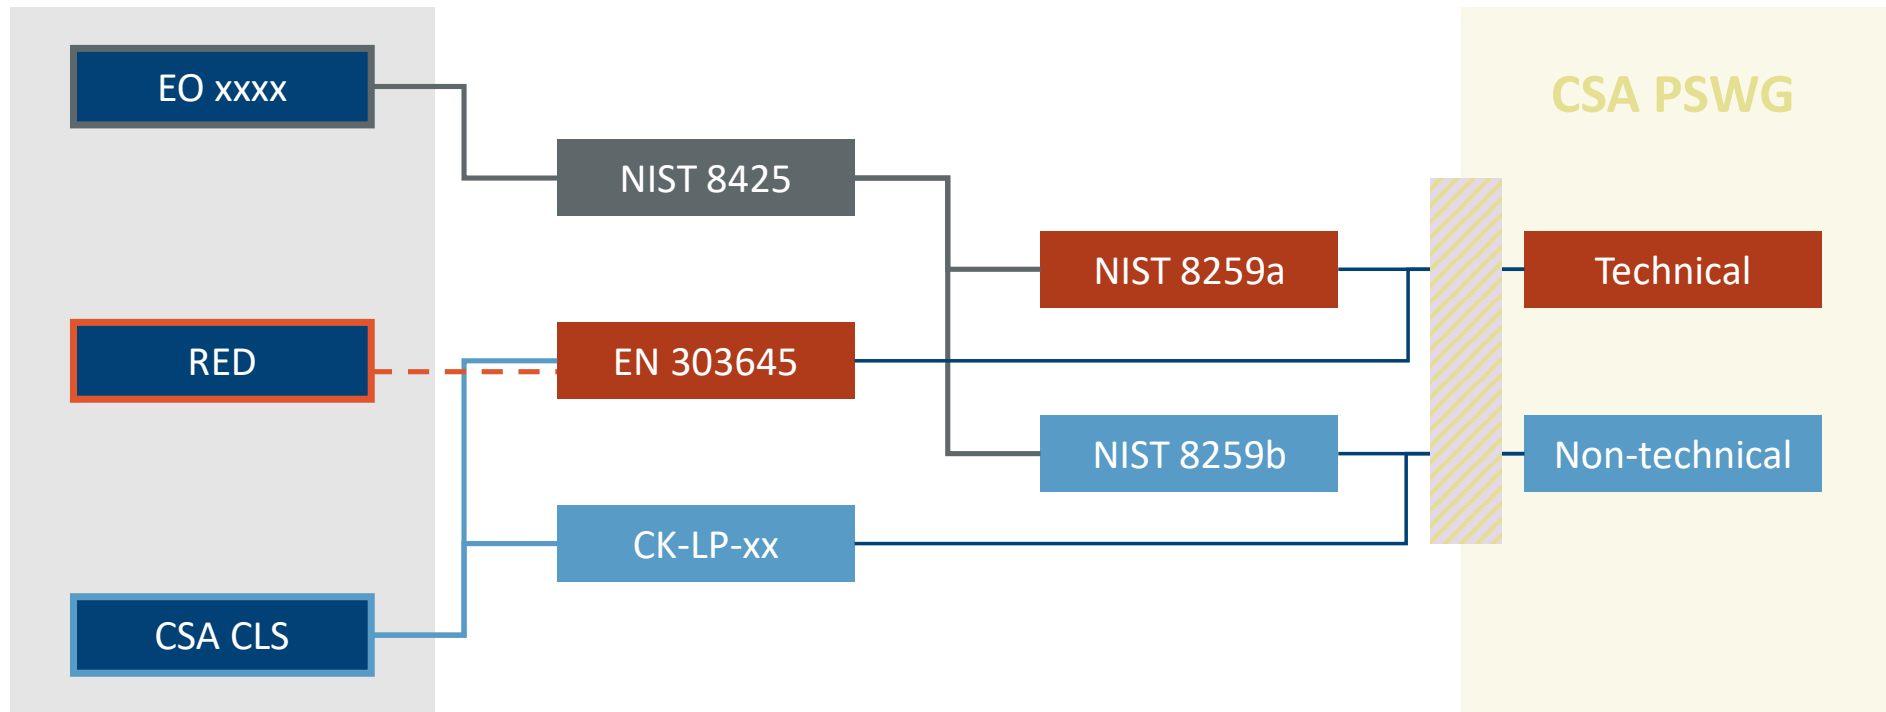 EO xxxx
CSA PSWG
NIST 8425
NIST 8259a
Technical
RED
EN 303645
NIST 8259b
Non-technical
CK-LP-xx
CSA CLS